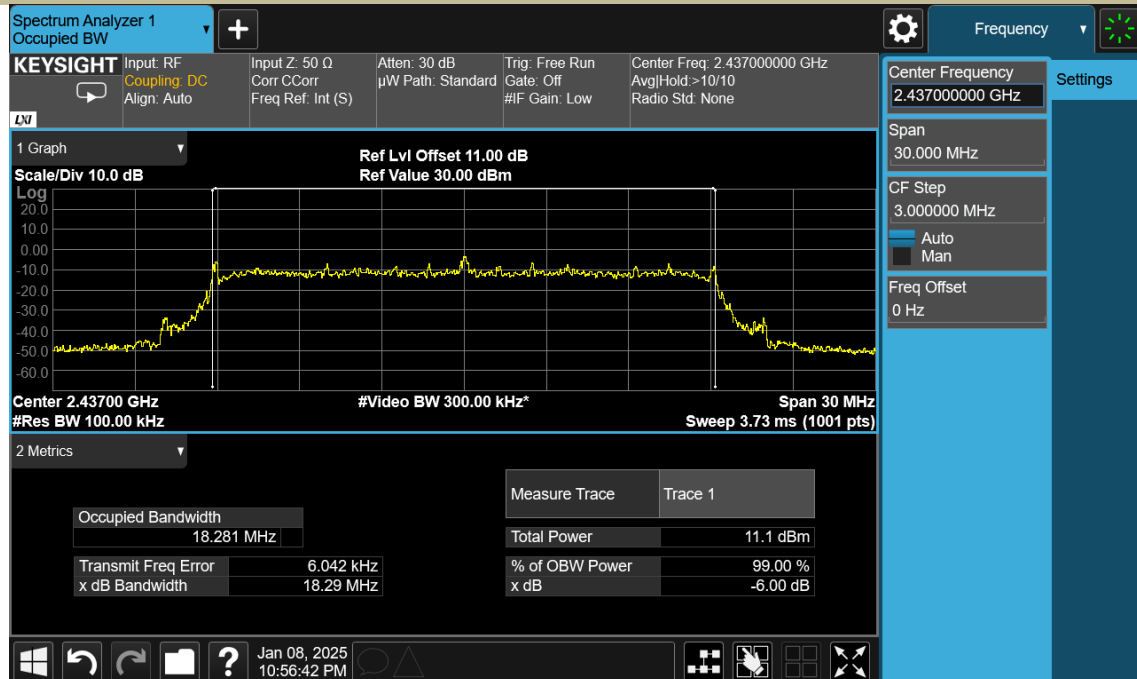 Spectrum Analyzer 1
Occupied BW
+
Frequency
KEYSIGHT
LXI
Input: RF
Coupling: DC
Align: Auto
Input Z: 50 Ω
Corr CCorr
Freq Ref: Int (S)
Atten: 30 dB
µW Path: Standard
Trig: Free Run
Gate: Off
#IF Gain: Low
Center Freq: 2.437000000 GHz
Avg|Hold:>10/10
Radio Std: None
Center Frequency
2.437000000 GHz
Settings
Span
30.000 MHz
CF Step
3.000000 MHz
Auto
Man
Freq Offset
0 Hz
1 Graph
Scale/Div 10.0 dB
Ref Lvl Offset 11.00 dB
Ref Value 30.00 dBm
Log
20.0
10.0
0.00
-10.0
-20.0
-30.0
-40.0
-50.0
-60.0
Center 2.43700 GHz
#Res BW 100.00 kHz
#Video BW 300.00 kHz*
Span 30 MHz
Sweep 3.73 ms (1001 pts)
2 Metrics
Measure Trace Trace 1
Occupied Bandwidth
18.281 MHz
Total Power 11.1 dBm
Transmit Freq Error 6.042 kHz
% of OBW Power 99.00 %
x dB Bandwidth 18.29 MHz
x dB -6.00 dB
?
Jan 08, 2025
10:56:42 PM